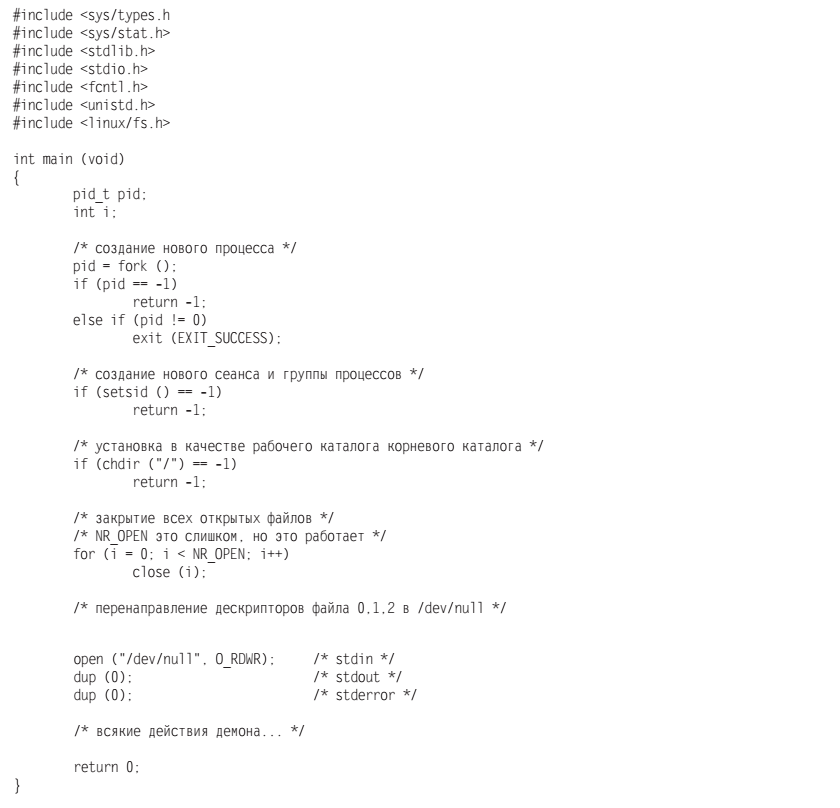 #include <sys/types.h
#include <sys/stat.h>
#include <stdlib.h>
#include <stdio.h>
#include <fcntl.h>
#include <unistd.h>
#include <linux/fs.h>
int main (void)
{
pid_t pid;
int i;
/* создание нового процесса */
pid = fork ();
if (pid == -1)
return -1;
else if (pid != 0)
exit (EXIT_SUCCESS);
/* создание нового сеанса и группы процессов */
if (setsid () == -1)
return -1;
/* установка в качестве рабочего каталога корневого каталога */
if (chdir ("/") == -1)
return -1;
/* закрытие всех открытых файлов */
/* NR_OPEN это слишком, но это работает */
for (i = 0; i < NR_OPEN; i++)
close (i);
/* перенаправление дескрипторов файла 0,1,2 в /dev/null */
open ("/dev/null", O_RDWR); /* stdin */
dup (0); /* stdout */
dup (0); /* stderror */
/* всякие действия демона... */
return 0;
}